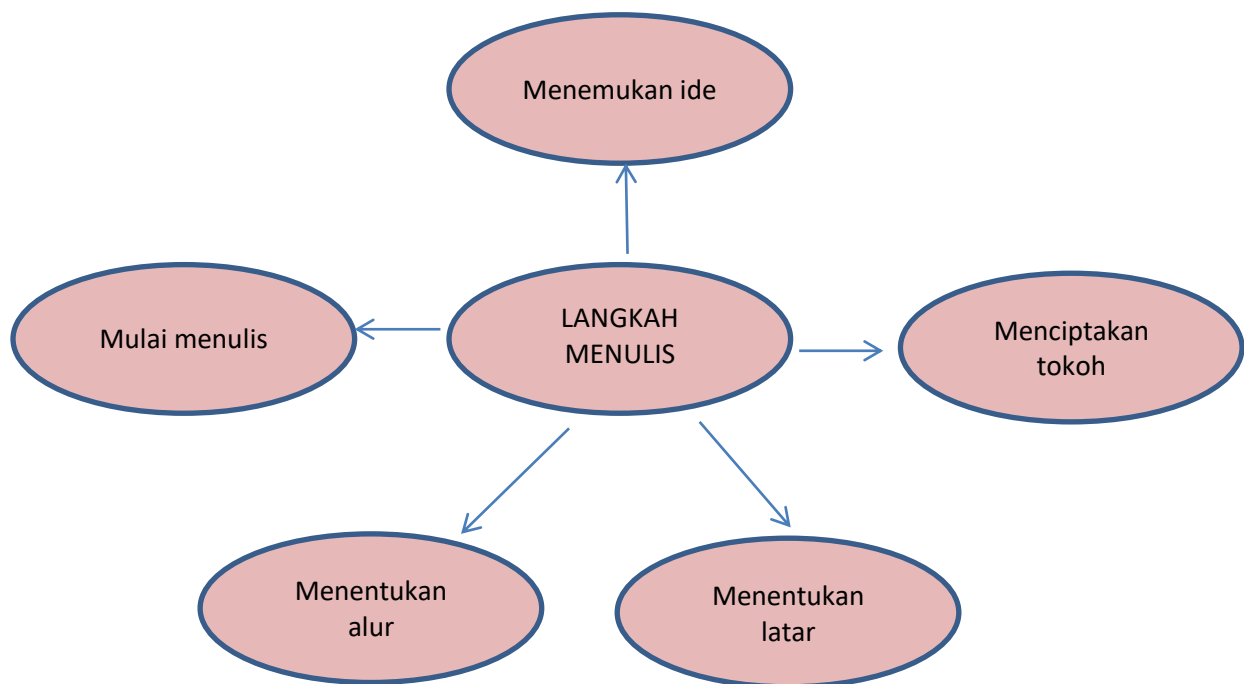 Menemukan ide
Mulai menulis
LANGKAH
MENULIS
Menciptakan
tokoh
Menentukan
alur
Menentukan
latar